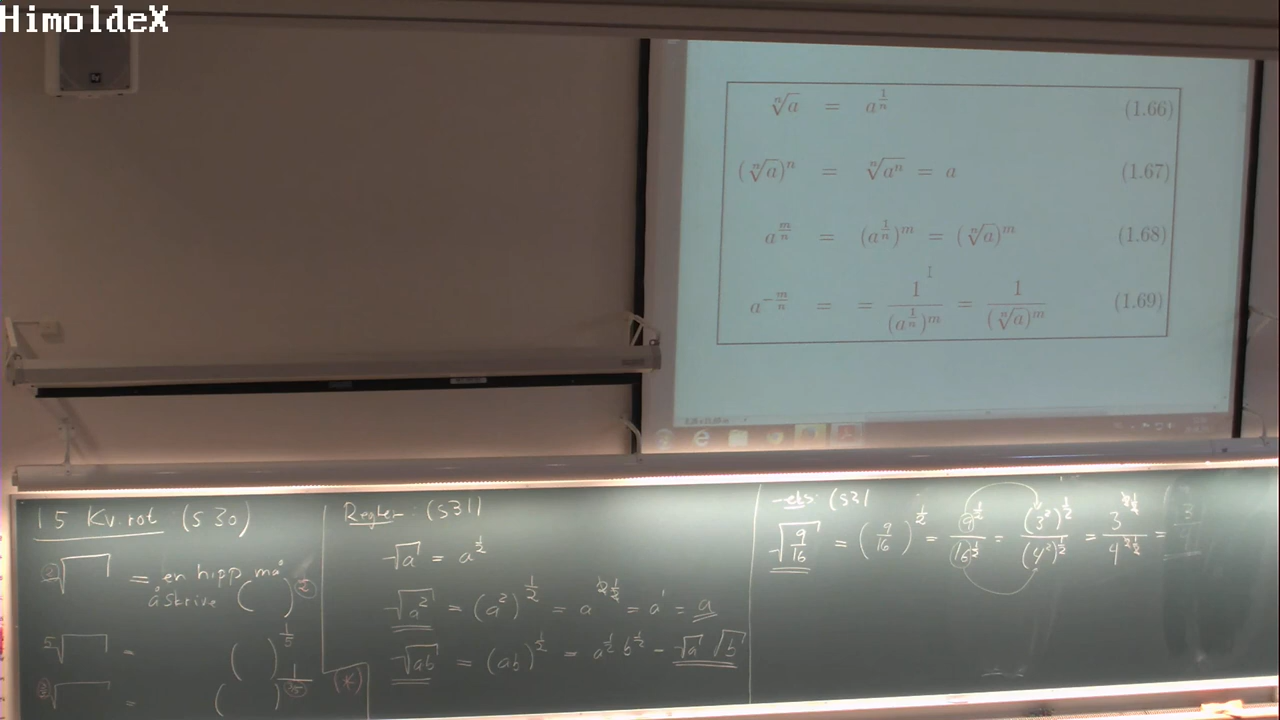 HimoldeX
ⁿ√a = a^(1/n) (1.66)
(ⁿ√a)ⁿ = ⁿ√(aⁿ) = a (1.67)
a^(m/n) = (a^(1/n))^m = (ⁿ√a)^m (1.68)
a^(-m/n) = = 1/(a^(1/n))^m = 1/(ⁿ√a)^m (1.69)
1.5 Kv.rot (s 30)
²√ = en hipp må
å skrive ( )^(1/2)
⁵√ = ( )^(1/5)
√ = ( )
(*)
Regler: (s31)
√a = a^(1/2)
√(a²) = (a²)^(1/2) = a^(2·1/2) = a¹ = a
√(ab) = (ab)^(1/2) = a^(1/2) b^(1/2) = √a √b
eks: (s31
√(9/16) = (9/16)^(1/2) = 9^(1/2)/16^(1/2) = (3²)^(1/2)/(4²)^(1/2) = 3^(2·1/2)/4^(2·1/2) = 3/4